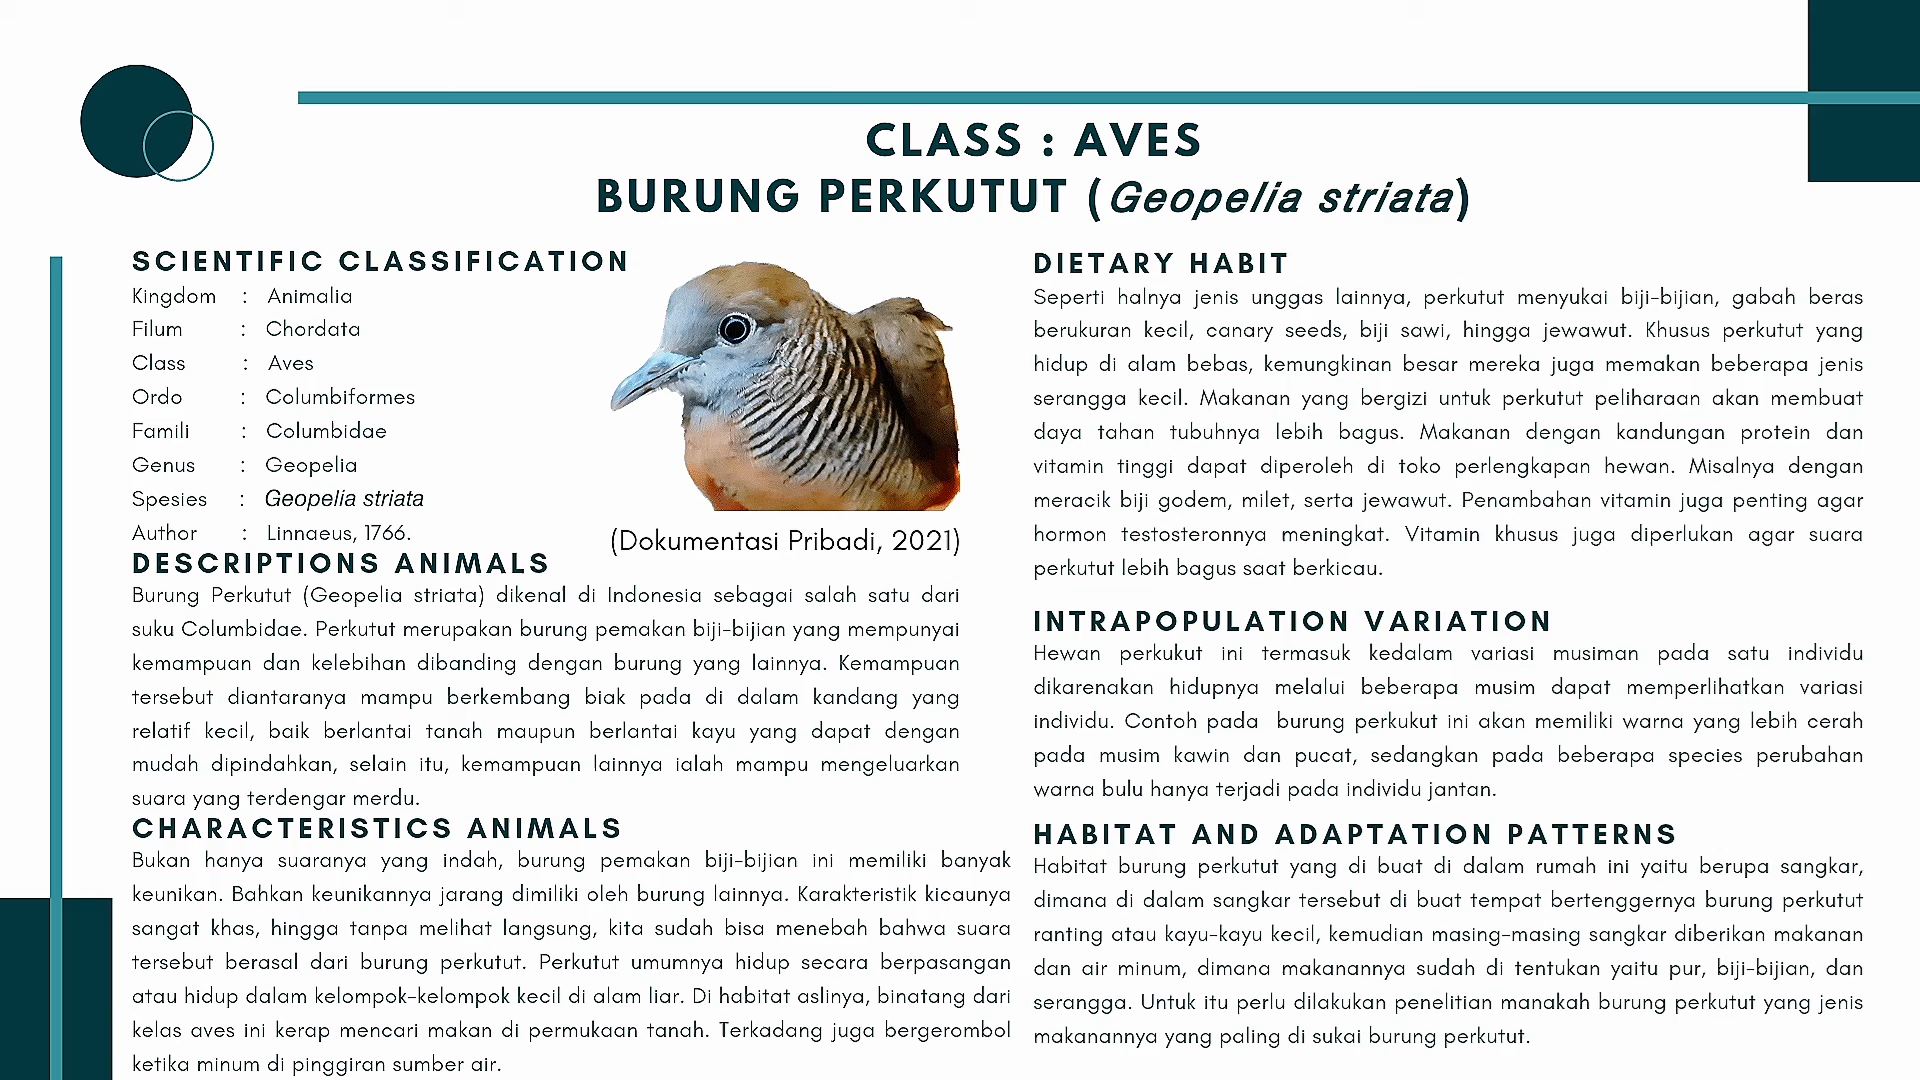 CLASS : AVES
BURUNG PERKUTUT (Geopelia striata)
SCIENTIFIC CLASSIFICATION
Kingdom : Animalia
Filum : Chordata
Class : Aves
Ordo : Columbiformes
Famili : Columbidae
Genus : Geopelia
Spesies : Geopelia striata
Author : Linnaeus, 1766.
(Dokumentasi Pribadi, 2021)
DESCRIPTIONS ANIMALS
Burung Perkutut (Geopelia striata) dikenal di Indonesia sebagai salah satu dari
suku Columbidae. Perkutut merupakan burung pemakan biji-bijian yang mempunyai
kemampuan dan kelebihan dibanding dengan burung yang lainnya. Kemampuan
tersebut diantaranya mampu berkembang biak pada di dalam kandang yang
relatif kecil, baik berlantai tanah maupun berlantai kayu yang dapat dengan
mudah dipindahkan, selain itu, kemampuan lainnya ialah mampu mengeluarkan
suara yang terdengar merdu.
CHARACTERISTICS ANIMALS
Bukan hanya suaranya yang indah, burung pemakan biji-bijian ini memiliki banyak
keunikan. Bahkan keunikannya jarang dimiliki oleh burung lainnya. Karakteristik kicaunya
sangat khas, hingga tanpa melihat langsung, kita sudah bisa menebah bahwa suara
tersebut berasal dari burung perkutut. Perkutut umumnya hidup secara berpasangan
atau hidup dalam kelompok-kelompok kecil di alam liar. Di habitat aslinya, binatang dari
kelas aves ini kerap mencari makan di permukaan tanah. Terkadang juga bergerombol
ketika minum di pinggiran sumber air.
DIETARY HABIT
Seperti halnya jenis unggas lainnya, perkutut menyukai biji-bijian, gabah beras
berukuran kecil, canary seeds, biji sawi, hingga jewawut. Khusus perkutut yang
hidup di alam bebas, kemungkinan besar mereka juga memakan beberapa jenis
serangga kecil. Makanan yang bergizi untuk perkutut peliharaan akan membuat
daya tahan tubuhnya lebih bagus. Makanan dengan kandungan protein dan
vitamin tinggi dapat diperoleh di toko perlengkapan hewan. Misalnya dengan
meracik biji godem, milet, serta jewawut. Penambahan vitamin juga penting agar
hormon testosteronnya meningkat. Vitamin khusus juga diperlukan agar suara
perkutut lebih bagus saat berkicau.
INTRAPOPULATION VARIATION
Hewan perkukut ini termasuk kedalam variasi musiman pada satu individu
dikarenakan hidupnya melalui beberapa musim dapat memperlihatkan variasi
individu. Contoh pada burung perkukut ini akan memiliki warna yang lebih cerah
pada musim kawin dan pucat, sedangkan pada beberapa species perubahan
warna bulu hanya terjadi pada individu jantan.
HABITAT AND ADAPTATION PATTERNS
Habitat burung perkutut yang di buat di dalam rumah ini yaitu berupa sangkar,
dimana di dalam sangkar tersebut di buat tempat bertenggernya burung perkutut
ranting atau kayu-kayu kecil, kemudian masing-masing sangkar diberikan makanan
dan air minum, dimana makanannya sudah di tentukan yaitu pur, biji-bijian, dan
serangga. Untuk itu perlu dilakukan penelitian manakah burung perkutut yang jenis
makanannya yang paling di sukai burung perkutut.